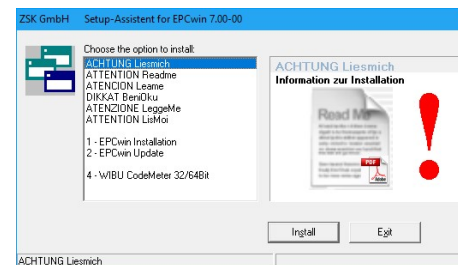 ZSK GmbH Setup-Assistent for EPCwin 7.00-00
Choose the option to install:
ACHTUNG Liesmich
ATTENTION Readme
ATENCION Leame
DIKKAT BeniOku
ATENZIONE LeggeMe
ATTENTION LisMoi
1 - EPCwin Installation
2 - EPCwin Update
4 - WIBU CodeMeter 32/64Bit
ACHTUNG Liesmich
Information zur Installation
Read Me
PDF
Adobe
Install
Exit
ACHTUNG Liesmich